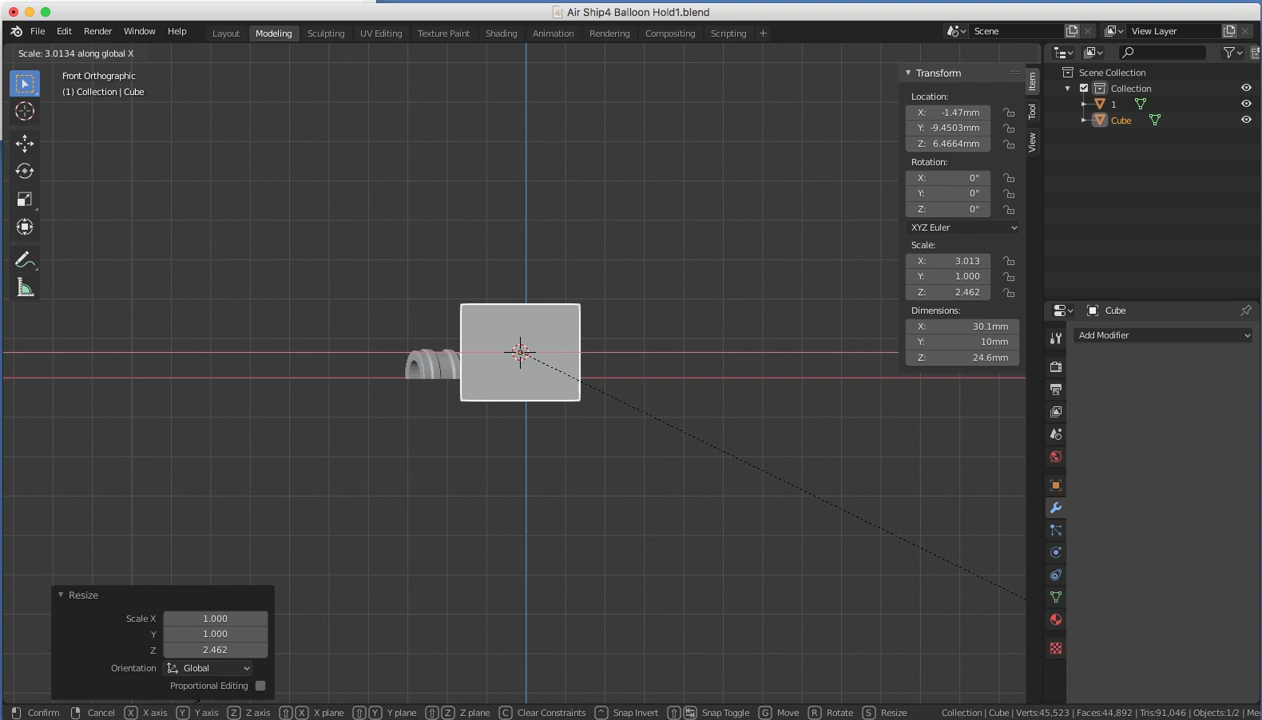 Air Ship4 Balloon Hold1.blend
File Edit Render Window Help Layout Modeling Sculpting UV Editing Texture Paint Shading Animation Rendering Compositing Scripting + Scene View Layer
Scale: 3.0134 along global X
Front Orthographic
(1) Collection | Cube
Transform
Location:
X: -1.47mm
Y: -9.4503mm
Z: 6.4664mm
Rotation:
X: 0°
Y: 0°
Z: 0°
XYZ Euler
Scale:
X: 3.013
Y: 1.000
Z: 2.462
Dimensions:
X: 30.1mm
Y: 10mm
Z: 24.6mm
Item
Tool
View
Scene Collection
Collection
1
Cube
Cube
Add Modifier
Resize
Scale X 1.000
Y 1.000
Z 2.462
Orientation Global
Proportional Editing
Confirm Cancel X X axis Y Y axis Z Z axis X X plane Y Y plane Z Z plane C Clear Constraints Snap Invert Snap Toggle G Move R Rotate S Resize Collection | Cube | Verts:45,523 | Faces:44,892 | Tris:91,046 | Objects:1/2 |